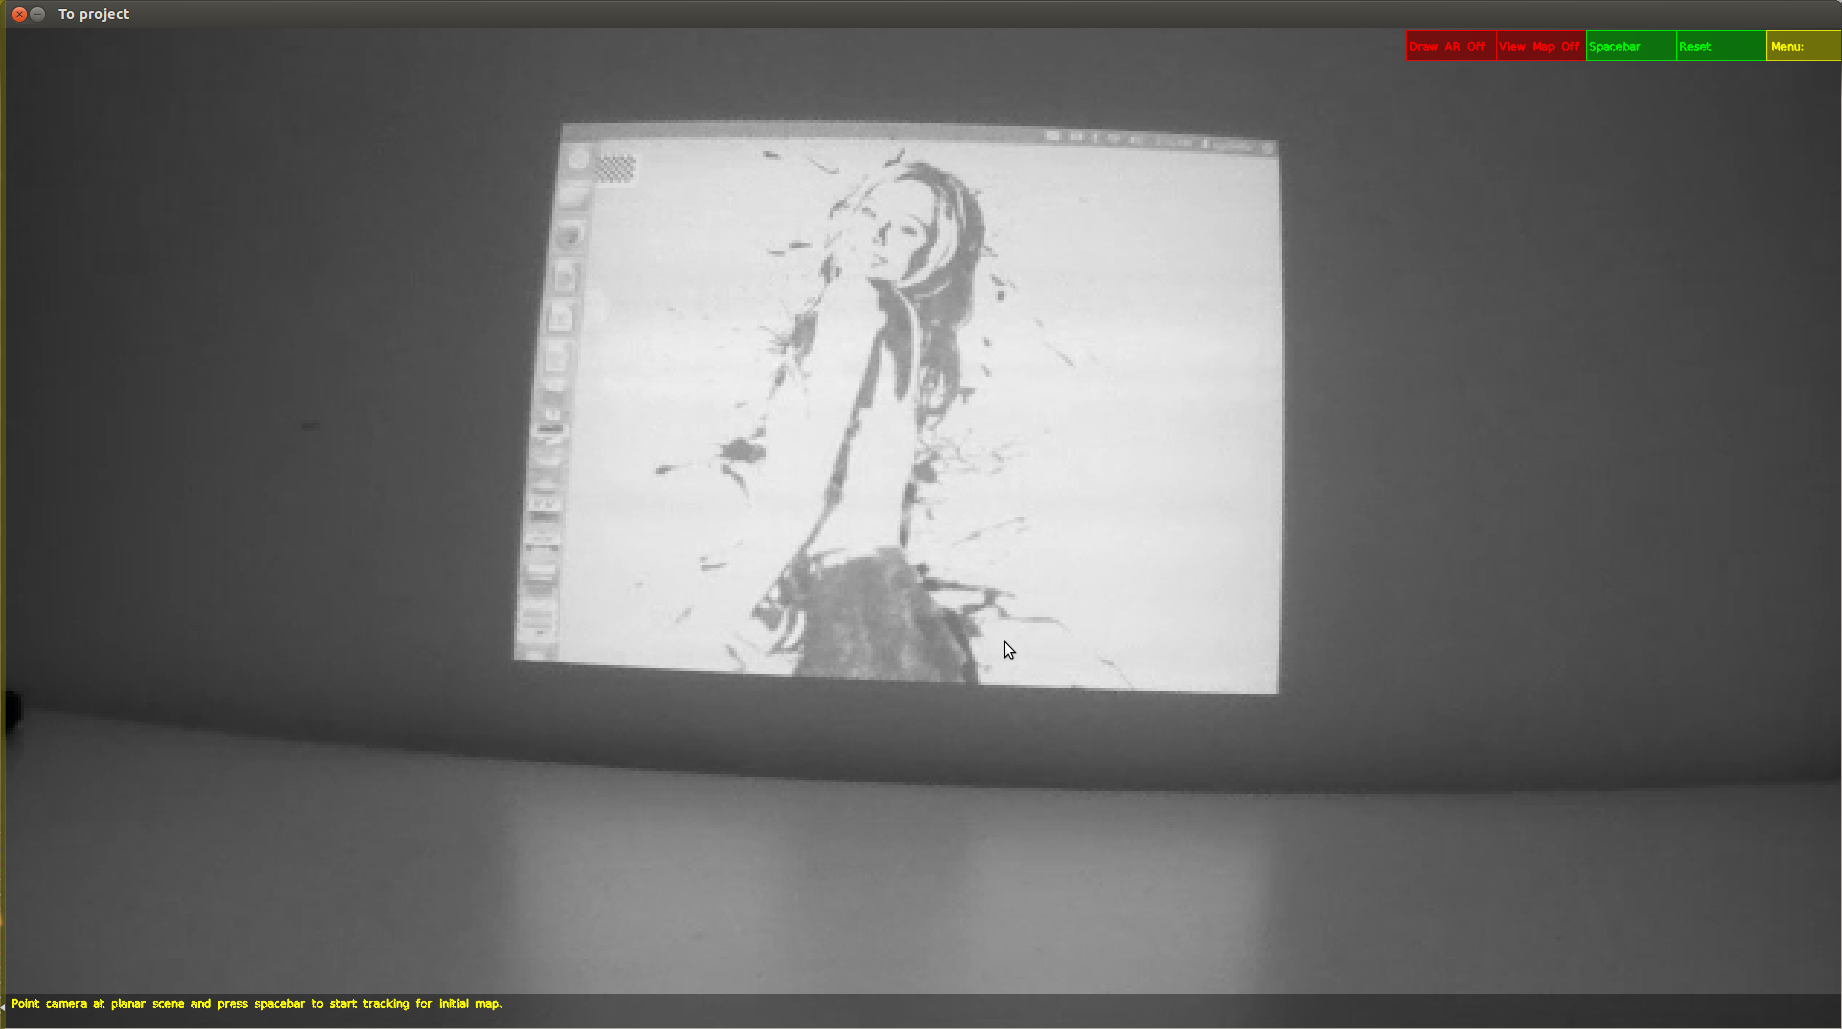 To project
Draw AR Off View Map Off Spacebar Reset Menu:
Point camera at planar scene and press spacebar to start tracking for initial map.